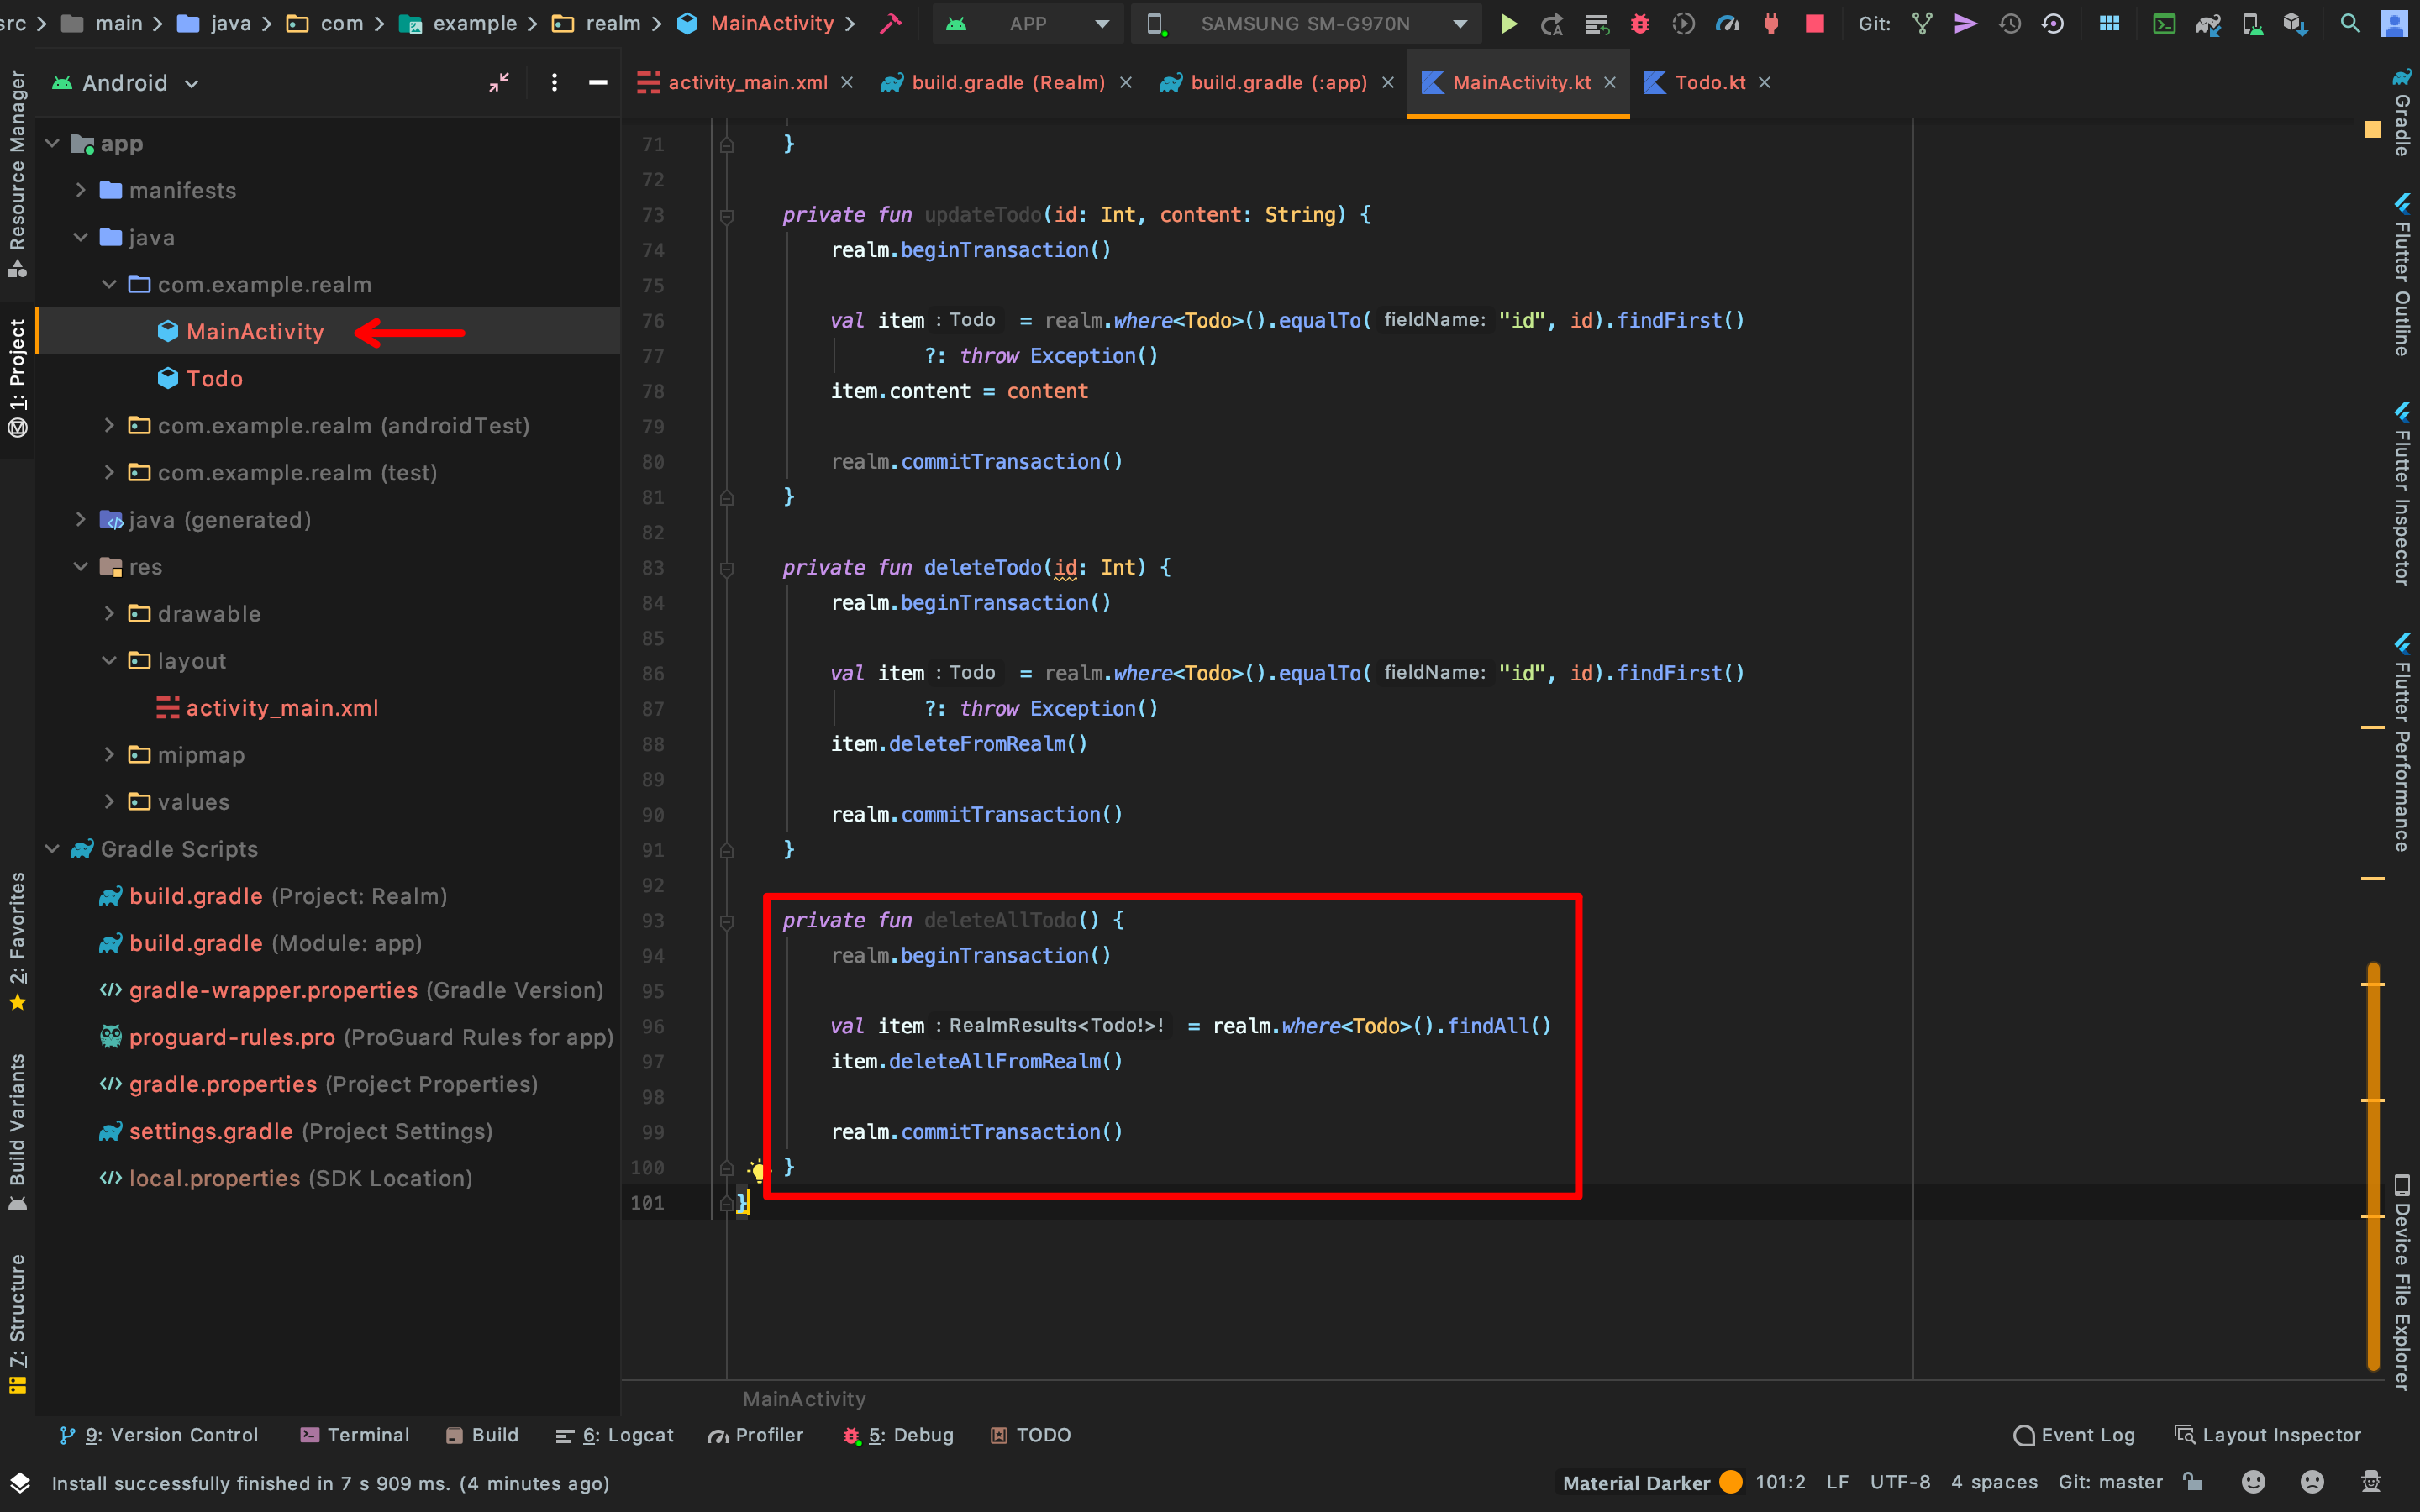 src > main > java > com > example > realm > MainActivity >
APP
SAMSUNG SM-G970N
Git:
Android
activity_main.xml
build.gradle (Realm)
build.gradle (:app)
MainActivity.kt
Todo.kt
Resource Manager
1: Project
2: Favorites
Build Variants
7: Structure
app
manifests
java
com.example.realm
MainActivity
Todo
com.example.realm (androidTest)
com.example.realm (test)
java (generated)
res
drawable
layout
activity_main.xml
mipmap
values
Gradle Scripts
build.gradle (Project: Realm)
build.gradle (Module: app)
gradle-wrapper.properties (Gradle Version)
proguard-rules.pro (ProGuard Rules for app)
gradle.properties (Project Properties)
settings.gradle (Project Settings)
local.properties (SDK Location)
71 }
72
73 private fun updateTodo(id: Int, content: String) {
74 realm.beginTransaction()
75
76 val item : Todo = realm.where<Todo>().equalTo( fieldName: "id", id).findFirst()
77 ?: throw Exception()
78 item.content = content
79
80 realm.commitTransaction()
81 }
82
83 private fun deleteTodo(id: Int) {
84 realm.beginTransaction()
85
86 val item : Todo = realm.where<Todo>().equalTo( fieldName: "id", id).findFirst()
87 ?: throw Exception()
88 item.deleteFromRealm()
89
90 realm.commitTransaction()
91 }
92
93 private fun deleteAllTodo() {
94 realm.beginTransaction()
95
96 val item : RealmResults<Todo!>! = realm.where<Todo>().findAll()
97 item.deleteAllFromRealm()
98
99 realm.commitTransaction()
100 }
101 }
MainActivity
Gradle
Flutter Outline
Flutter Inspector
Flutter Performance
Device File Explorer
9: Version Control
Terminal
Build
6: Logcat
Profiler
5: Debug
TODO
Event Log
Layout Inspector
Install successfully finished in 7 s 909 ms. (4 minutes ago)
Material Darker
101:2
LF
UTF-8
4 spaces
Git: master